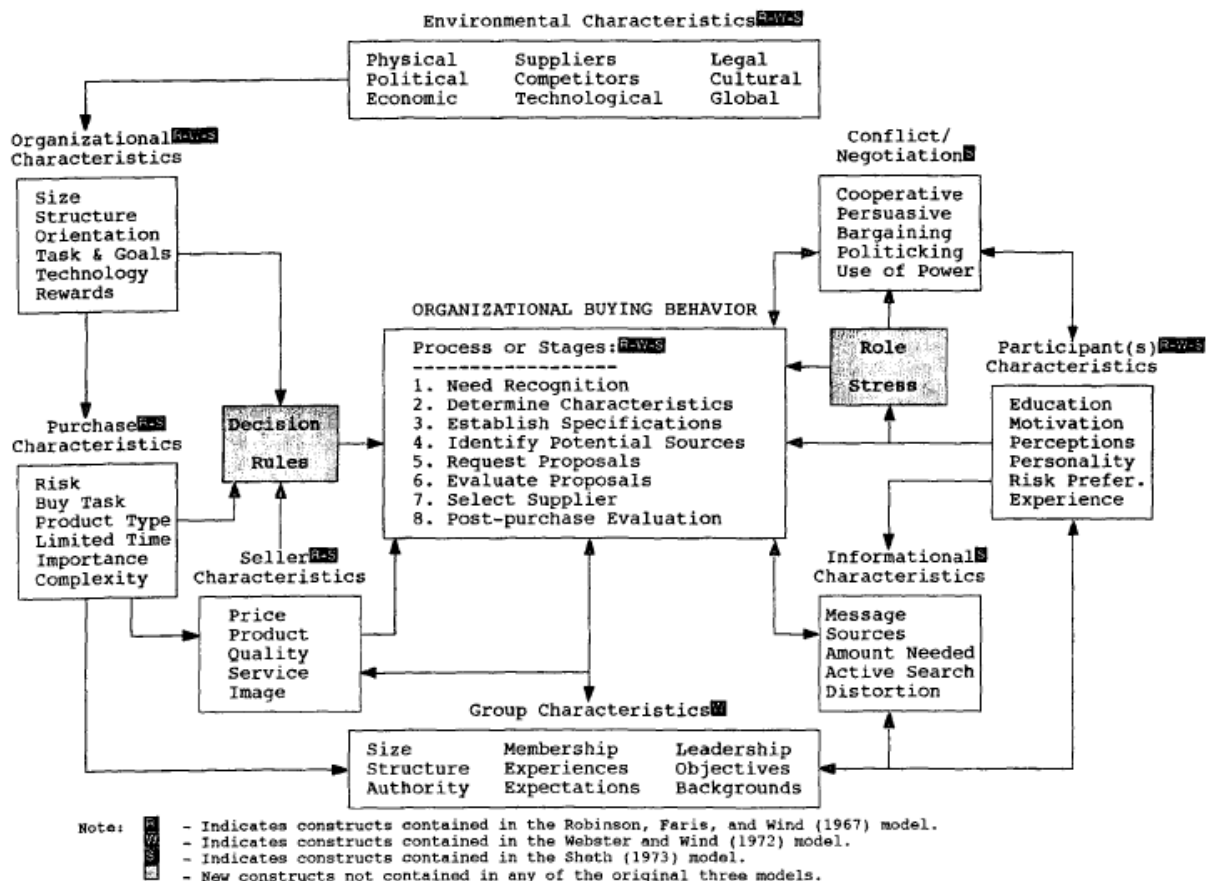 Environmental Characteristics R-W-S
Physical Suppliers Legal
Political Competitors Cultural
Economic Technological Global
Organizational R-W-S
Characteristics
Size
Structure
Orientation
Task & Goals
Technology
Rewards
Conflict/
Negotiation S
Cooperative
Persuasive
Bargaining
Politicking
Use of Power
ORGANIZATIONAL BUYING BEHAVIOR
Process or Stages: R-W-S
------------------
1. Need Recognition
2. Determine Characteristics
3. Establish Specifications
4. Identify Potential Sources
5. Request Proposals
6. Evaluate Proposals
7. Select Supplier
8. Post-purchase Evaluation
Role
Stress
Participant(s) R-W-S
Characteristics
Education
Motivation
Perceptions
Personality
Risk Prefer.
Experience
Purchase R-S
Characteristics
Risk
Buy Task
Product Type
Limited Time
Importance
Complexity
Decision
Rules
Seller R-S
Characteristics
Price
Product
Quality
Service
Image
Informational S
Characteristics
Message
Sources
Amount Needed
Active Search
Distortion
Group Characteristics W
Size Membership Leadership
Structure Experiences Objectives
Authority Expectations Backgrounds
Note: R - Indicates constructs contained in the Robinson, Faris, and Wind (1967) model.
W - Indicates constructs contained in the Webster and Wind (1972) model.
S - Indicates constructs contained in the Sheth (1973) model.
- New constructs not contained in any of the original three models.